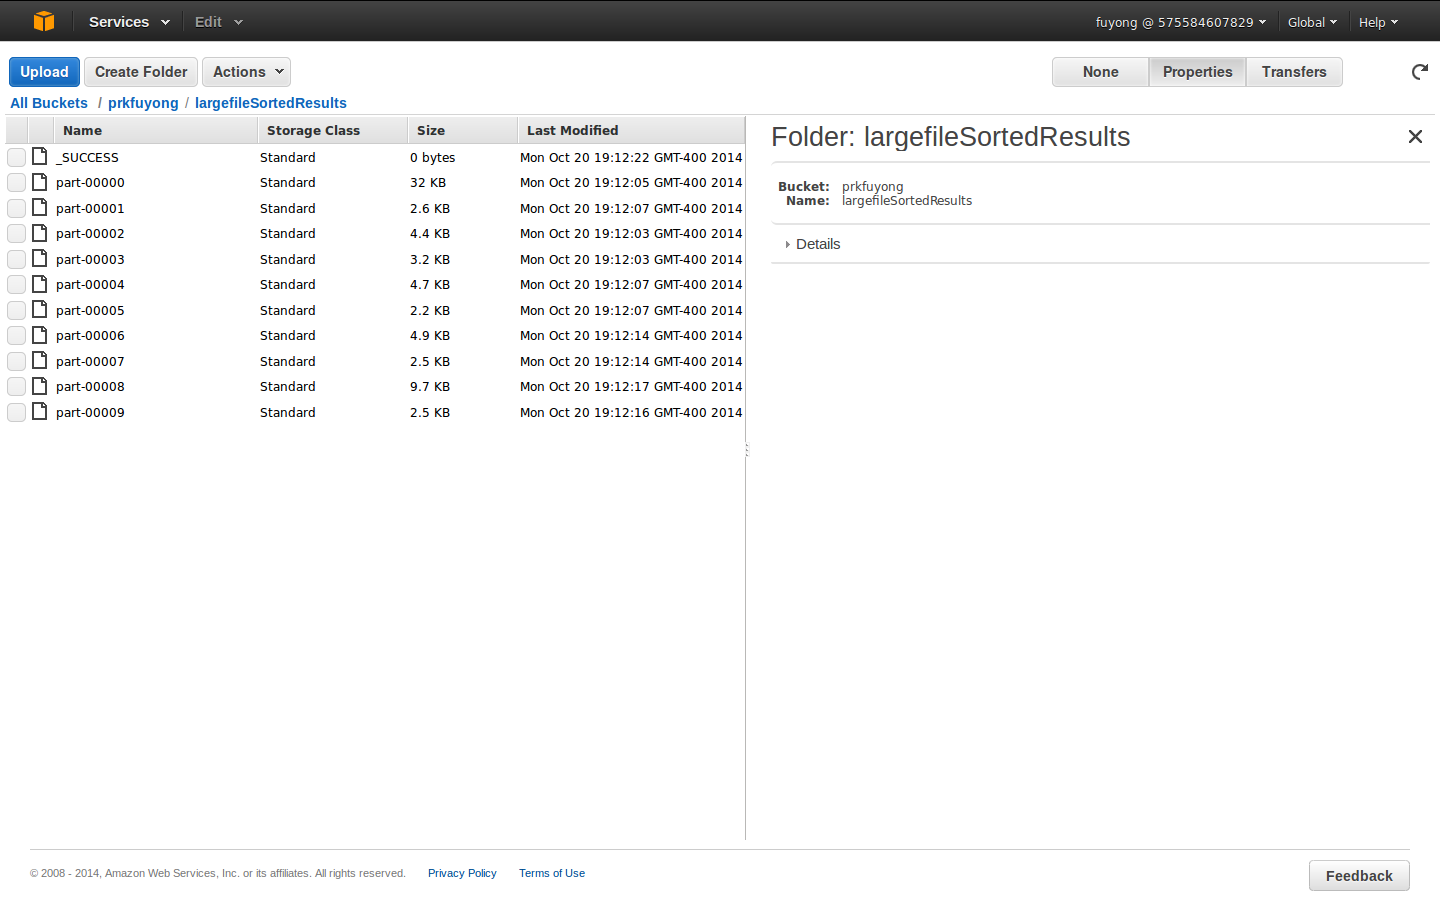 Services Edit fuyong @ 575584607829 Global Help
Upload Create Folder Actions None Properties Transfers
All Buckets / prkfuyong / largefileSortedResults
Name Storage Class Size Last Modified
_SUCCESS Standard 0 bytes Mon Oct 20 19:12:22 GMT-400 2014
part-00000 Standard 32 KB Mon Oct 20 19:12:05 GMT-400 2014
part-00001 Standard 2.6 KB Mon Oct 20 19:12:07 GMT-400 2014
part-00002 Standard 4.4 KB Mon Oct 20 19:12:03 GMT-400 2014
part-00003 Standard 3.2 KB Mon Oct 20 19:12:03 GMT-400 2014
part-00004 Standard 4.7 KB Mon Oct 20 19:12:07 GMT-400 2014
part-00005 Standard 2.2 KB Mon Oct 20 19:12:07 GMT-400 2014
part-00006 Standard 4.9 KB Mon Oct 20 19:12:14 GMT-400 2014
part-00007 Standard 2.5 KB Mon Oct 20 19:12:14 GMT-400 2014
part-00008 Standard 9.7 KB Mon Oct 20 19:12:17 GMT-400 2014
part-00009 Standard 2.5 KB Mon Oct 20 19:12:16 GMT-400 2014
Folder: largefileSortedResults
Bucket: prkfuyong
Name: largefileSortedResults
Details
© 2008 - 2014, Amazon Web Services, Inc. or its affiliates. All rights reserved. Privacy Policy Terms of Use Feedback